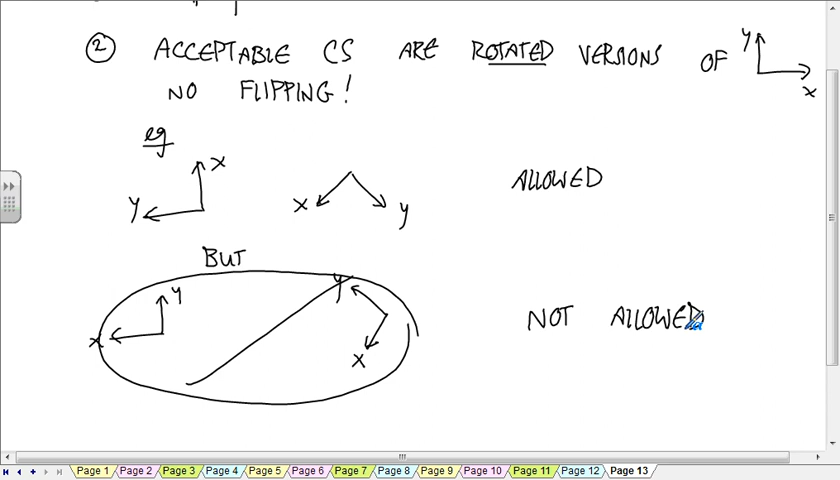 ② ACCEPTABLE CS ARE ROTATED VERSIONS OF y x
NO FLIPPING!
eg
x
y
x y
ALLOWED
BUT
y
x
y
x
NOT ALLOWED
Page 1 Page 2 Page 3 Page 4 Page 5 Page 6 Page 7 Page 8 Page 9 Page 10 Page 11 Page 12 Page 13